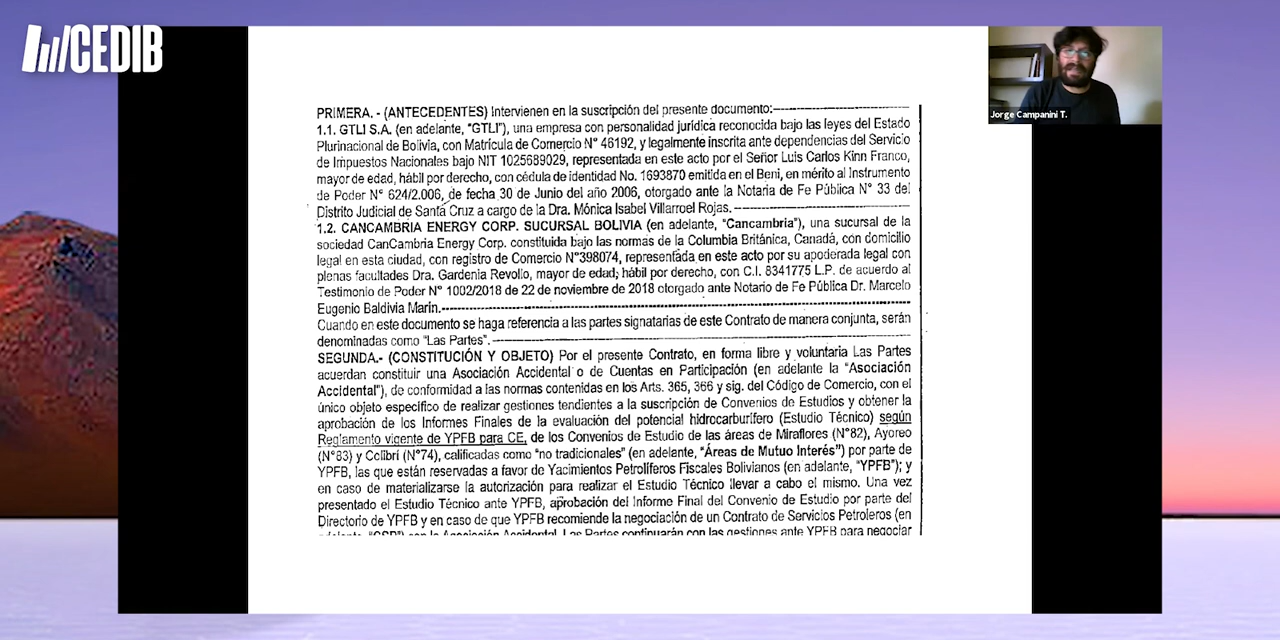 CEDIB
Jorge Campanini T.
PRIMERA. - (ANTECEDENTES) Intervienen en la suscripción del presente documento:
1.1. GTLI S.A. (en adelante, "GTLI"), una empresa con personalidad jurídica reconocida bajo las leyes del Estado
Plurinacional de Bolivia, con Matricula de Comercio N° 46192, y legalmente inscrita ante dependencias del Servicio
de Impuestos Nacionales bajo NIT 1025689029, representada en este acto por el Señor Luis Carlos Kinn Franco,
mayor de edad, hábil por derecho, con cédula de identidad No. 1693870 emitida en el Beni, en mérito al Instrumento
de Poder N° 624/2.006, de fecha 30 de Junio del año 2006, otorgado ante la Notaria de Fe Pública N° 33 del
Distrito Judicial de Santa Cruz a cargo de la Dra. Mónica Isabel Villarroel Rojas.
1.2. CANCAMBRIA ENERGY CORP. SUCURSAL BOLIVIA (en adelante, "Cancambria"), una sucursal de la
sociedad CanCambria Energy Corp. constituida bajo las normas de la Columbia Británica, Canadá, con domicilio
legal en esta ciudad, con registro de Comercio N°398074, representada en este acto por su apoderada legal con
plenas facultades Dra. Gardenia Revollo, mayor de edad; hábil por derecho, con C.I. 8341775 L.P. de acuerdo al
Testimonio de Poder N° 1002/2018 de 22 de noviembre de 2018 otorgado ante Notario de Fe Pública Dr. Marcelo
Eugenio Baldivia Marín.
Cuando en este documento se haga referencia a las partes signatarias de este Contrato de manera conjunta, serán
denominadas como "Las Partes".
SEGUNDA.- (CONSTITUCIÓN Y OBJETO) Por el presente Contrato, en forma libre y voluntaria Las Partes
acuerdan constituir una Asociación Accidental o de Cuentas en Participación (en adelante la "Asociación
Accidental"), de conformidad a las normas contenidas en los Arts. 365, 366 y sig. del Código de Comercio, con el
único objeto específico de realizar gestiones tendientes a la suscripción de Convenios de Estudios y obtener la
aprobación de los Informes Finales de la evaluación del potencial hidrocarburífero (Estudio Técnico) según
Reglamento vigente de YPFB para CE, de los Convenios de Estudio de las áreas de Miraflores (N°82), Ayoreo
(N°83) y Colibrí (N°74), calificadas como "no tradicionales" (en adelante, "Áreas de Mutuo Interés") por parte de
YPFB, las que están reservadas a favor de Yacimientos Petrolíferos Fiscales Bolivianos (en adelante, "YPFB"); y
en caso de materializarse la autorización para realizar el Estudio Técnico llevar a cabo el mismo. Una vez
presentado el Estudio Técnico ante YPFB, aprobación del Informe Final del Convenio de Estudio por parte del
Directorio de YPFB y en caso de que YPFB recomiende la negociación de un Contrato de Servicios Petroleros (en
adelante, "CSP") con la Asociación Accidental, Las Partes continuarán con las gestiones ante YPFB para negociar